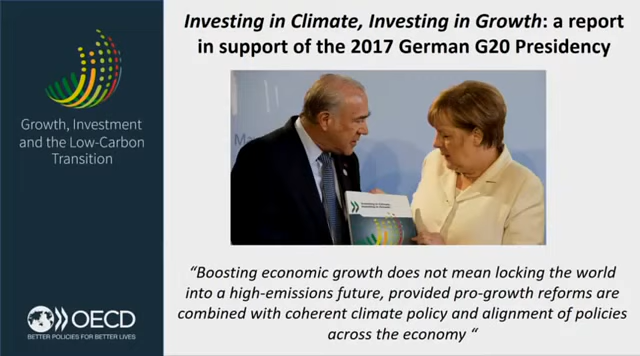 Investing in Climate, Investing in Growth: a report
in support of the 2017 German G20 Presidency
Growth, Investment
and the Low-Carbon
Transition
“Boosting economic growth does not mean locking the world
into a high-emissions future, provided pro-growth reforms are
combined with coherent climate policy and alignment of policies
across the economy “
OECD
BETTER POLICIES FOR BETTER LIVES